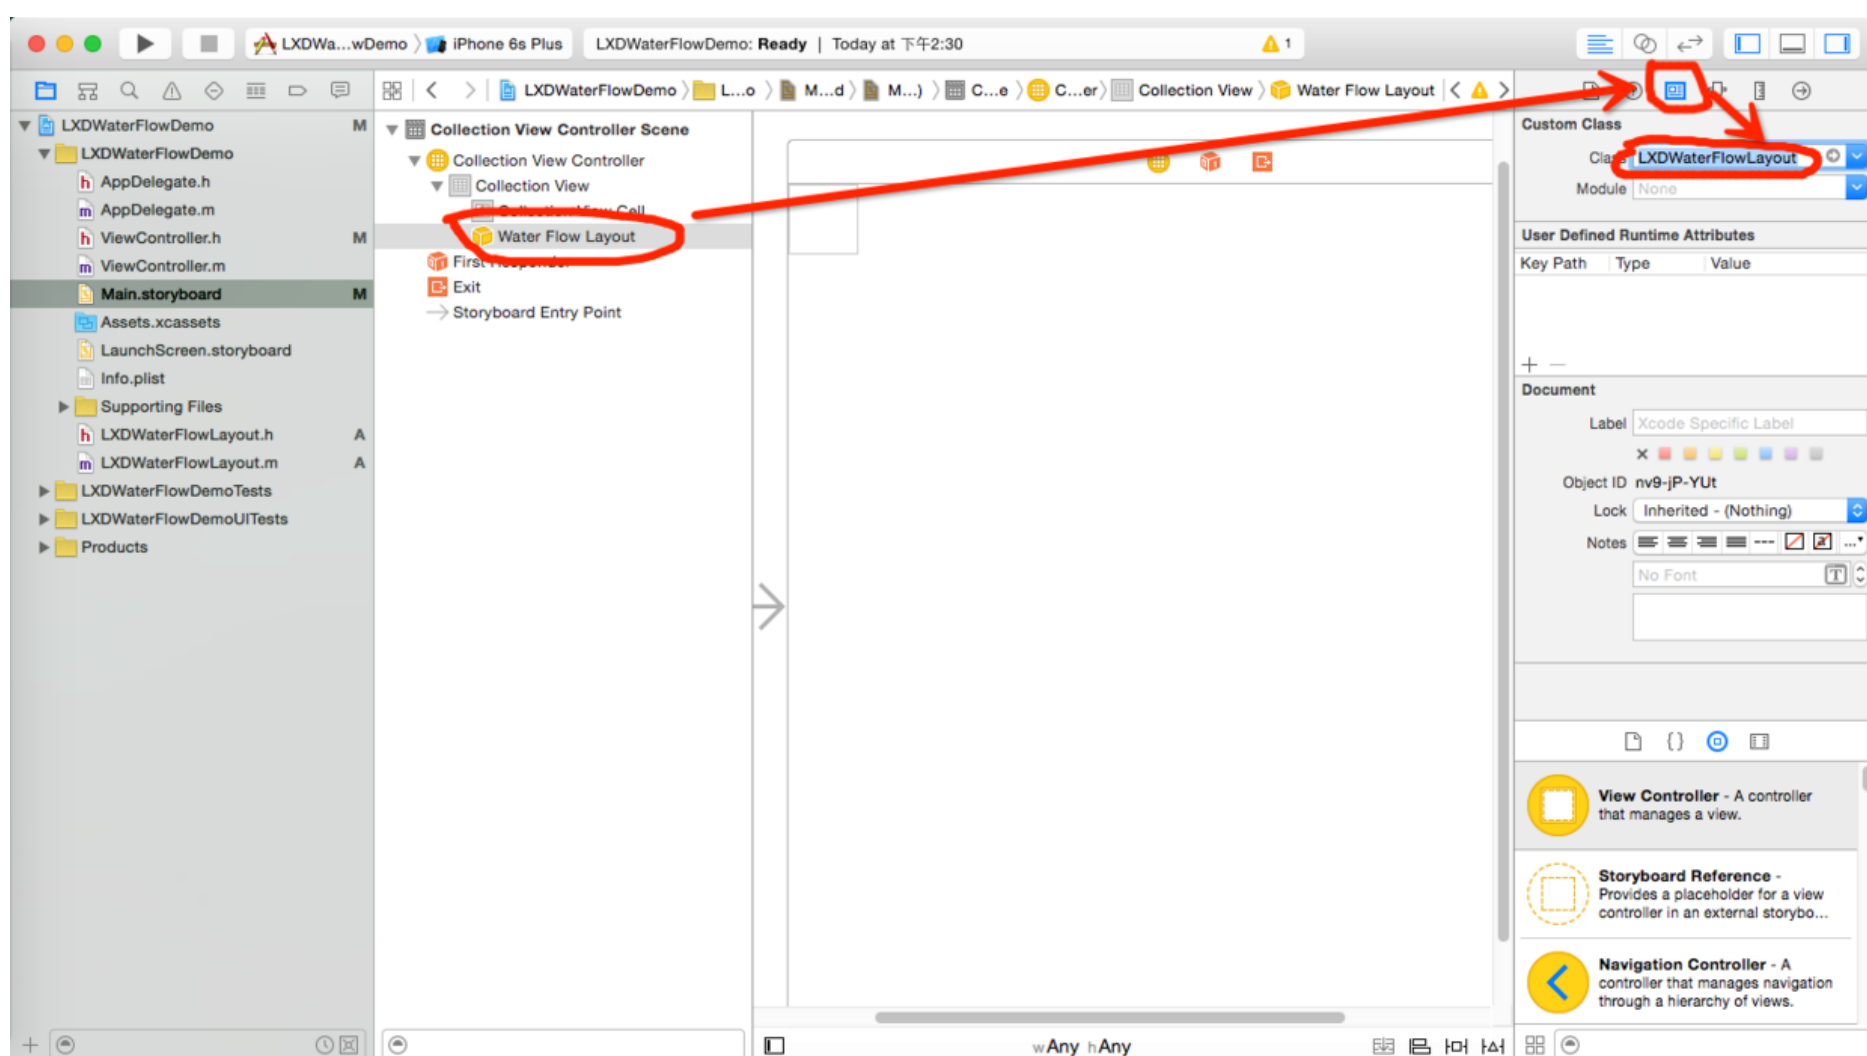 LXDWa...wDemo
iPhone 6s Plus
LXDWaterFlowDemo: Ready | Today at 下午2:30
1
LXDWaterFlowDemo
L...o
M...d
M...)
C...e
C...er
Collection View
Water Flow Layout
LXDWaterFlowDemo M
LXDWaterFlowDemo
AppDelegate.h
AppDelegate.m
ViewController.h M
ViewController.m
Main.storyboard M
Assets.xcassets
LaunchScreen.storyboard
Info.plist
Supporting Files
LXDWaterFlowLayout.h A
LXDWaterFlowLayout.m A
LXDWaterFlowDemoTests
LXDWaterFlowDemoUITests
Products
Collection View Controller Scene
Collection View Controller
Collection View
Collection View Cell
Water Flow Layout
First Responder
Exit
Storyboard Entry Point
wAny hAny
Custom Class
Class LXDWaterFlowLayout
Module None
User Defined Runtime Attributes
Key Path Type Value
Document
Label Xcode Specific Label
Object ID nv9-jP-YUt
Lock Inherited - (Nothing)
Notes
No Font
View Controller - A controller
that manages a view.
Storyboard Reference -
Provides a placeholder for a view
controller in an external storybo...
Navigation Controller - A
controller that manages navigation
through a hierarchy of views.